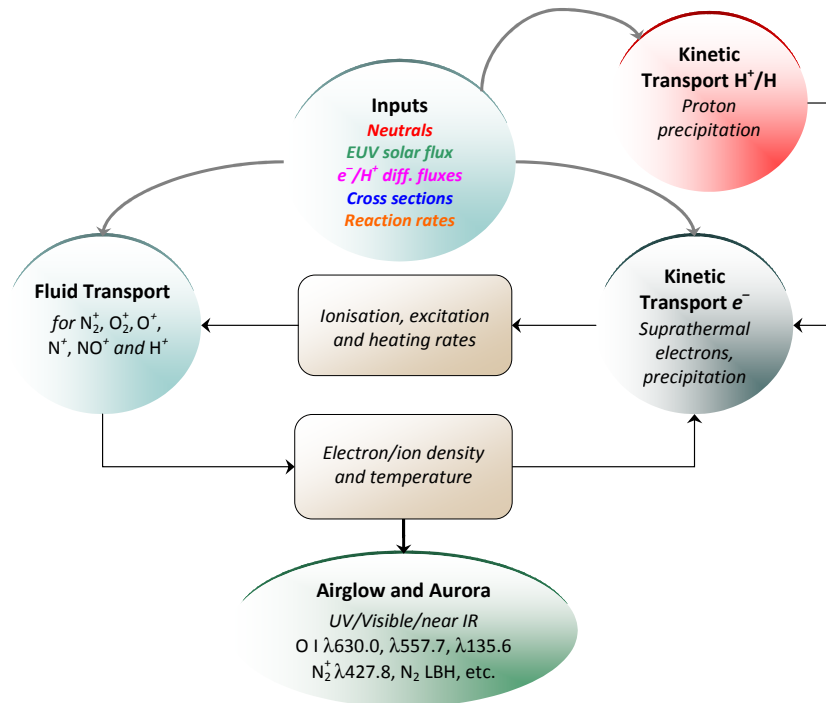 Kinetic
Transport H⁺/H
Proton
precipitation
Inputs
Neutrals
EUV solar flux
e⁻/H⁺ diff. fluxes
Cross sections
Reaction rates
Fluid Transport
for N₂⁺, O₂⁺, O⁺,
N⁺, NO⁺ and H⁺
Ionisation, excitation
and heating rates
Kinetic
Transport e⁻
Suprathermal
electrons,
precipitation
Electron/ion density
and temperature
Airglow and Aurora
UV/Visible/near IR
O I λ630.0, λ557.7, λ135.6
N₂⁺ λ427.8, N₂ LBH, etc.